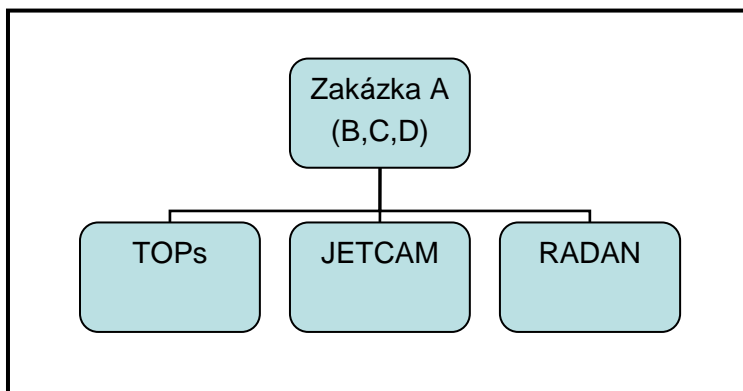 Zakázka A
(B,C,D)
TOPs
JETCAM
RADAN